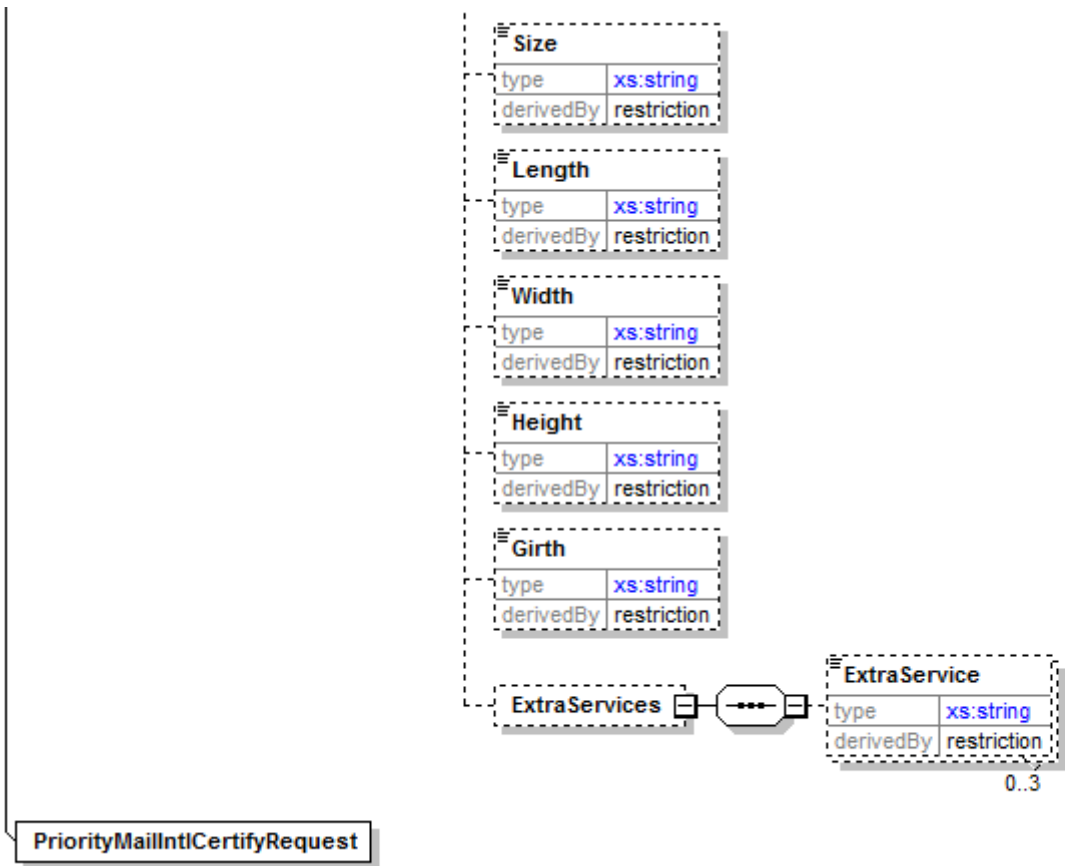 Size
type xs:string
derivedBy restriction
Length
type xs:string
derivedBy restriction
Width
type xs:string
derivedBy restriction
Height
type xs:string
derivedBy restriction
Girth
type xs:string
derivedBy restriction
ExtraServices
ExtraService
type xs:string
derivedBy restriction
0..3
PriorityMailIntlCertifyRequest